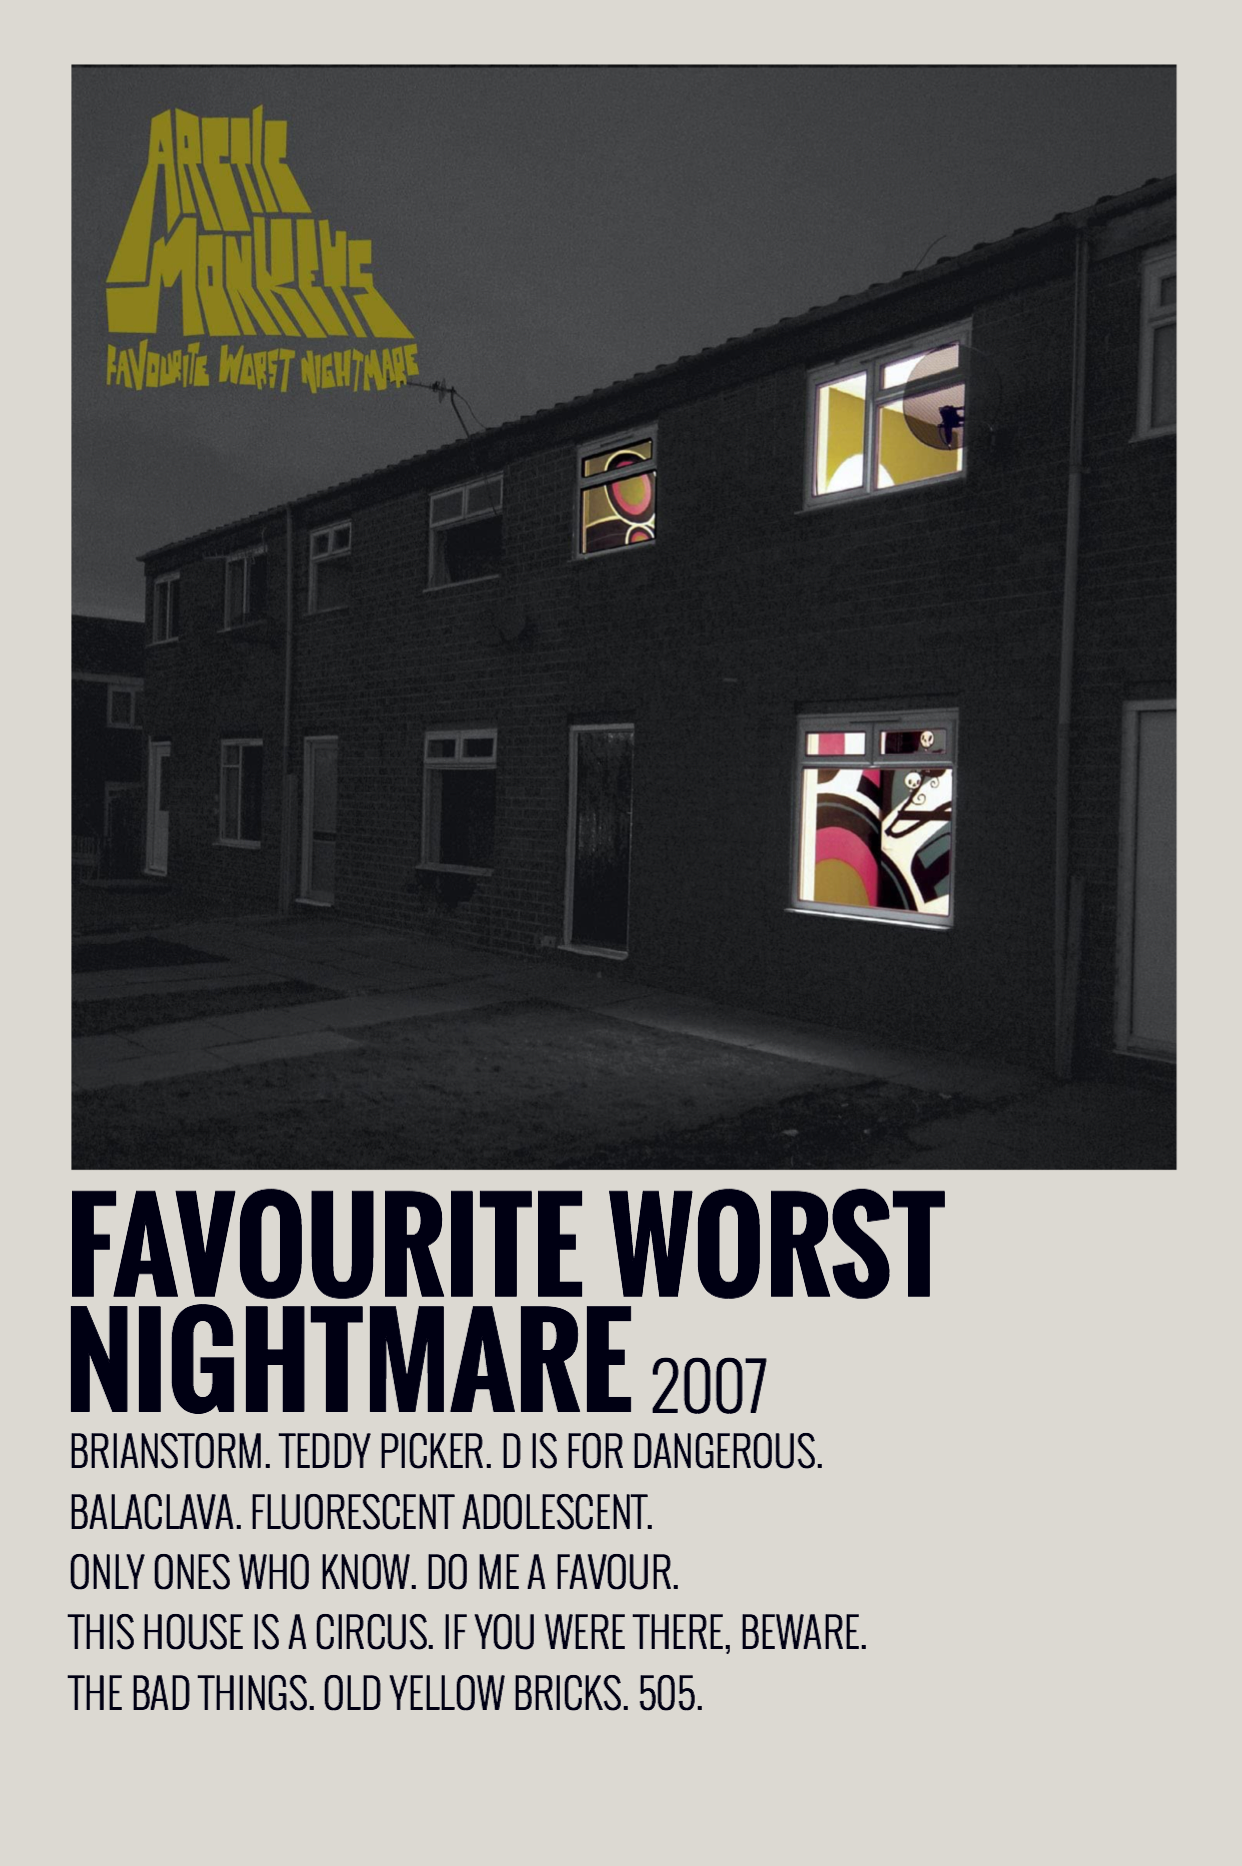 ARCTIC
MONKEYS
FAVOURITE WORST NIGHTMARE
FAVOURITE WORST
NIGHTMARE 2007
BRIANSTORM. TEDDY PICKER. D IS FOR DANGEROUS.
BALACLAVA. FLUORESCENT ADOLESCENT.
ONLY ONES WHO KNOW. DO ME A FAVOUR.
THIS HOUSE IS A CIRCUS. IF YOU WERE THERE, BEWARE.
THE BAD THINGS. OLD YELLOW BRICKS. 505.